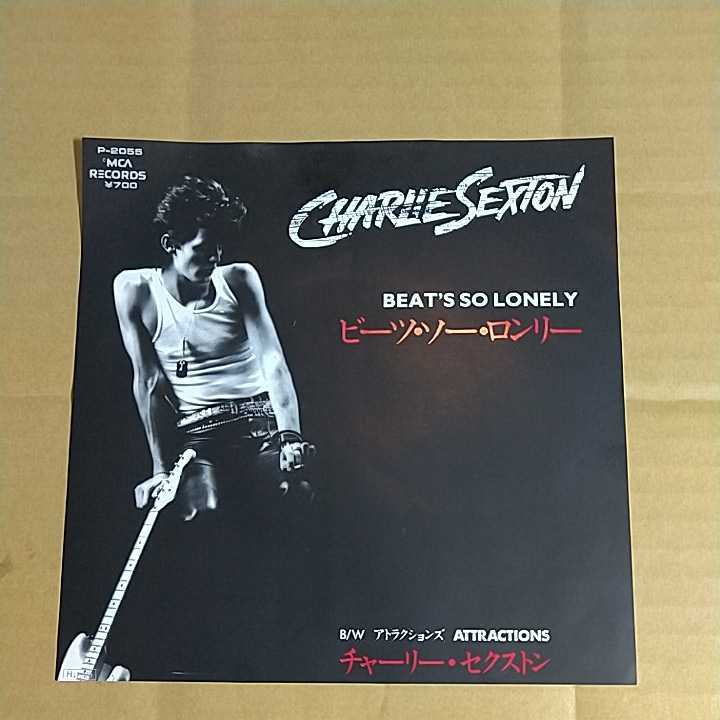 P-2055
MCA
RECORDS
¥700
CHARLIE SEXTON
BEAT'S SO LONELY
ビーツ・ソー・ロンリー
B/W アトラクションズ ATTRACTIONS
チャーリー・セクストン